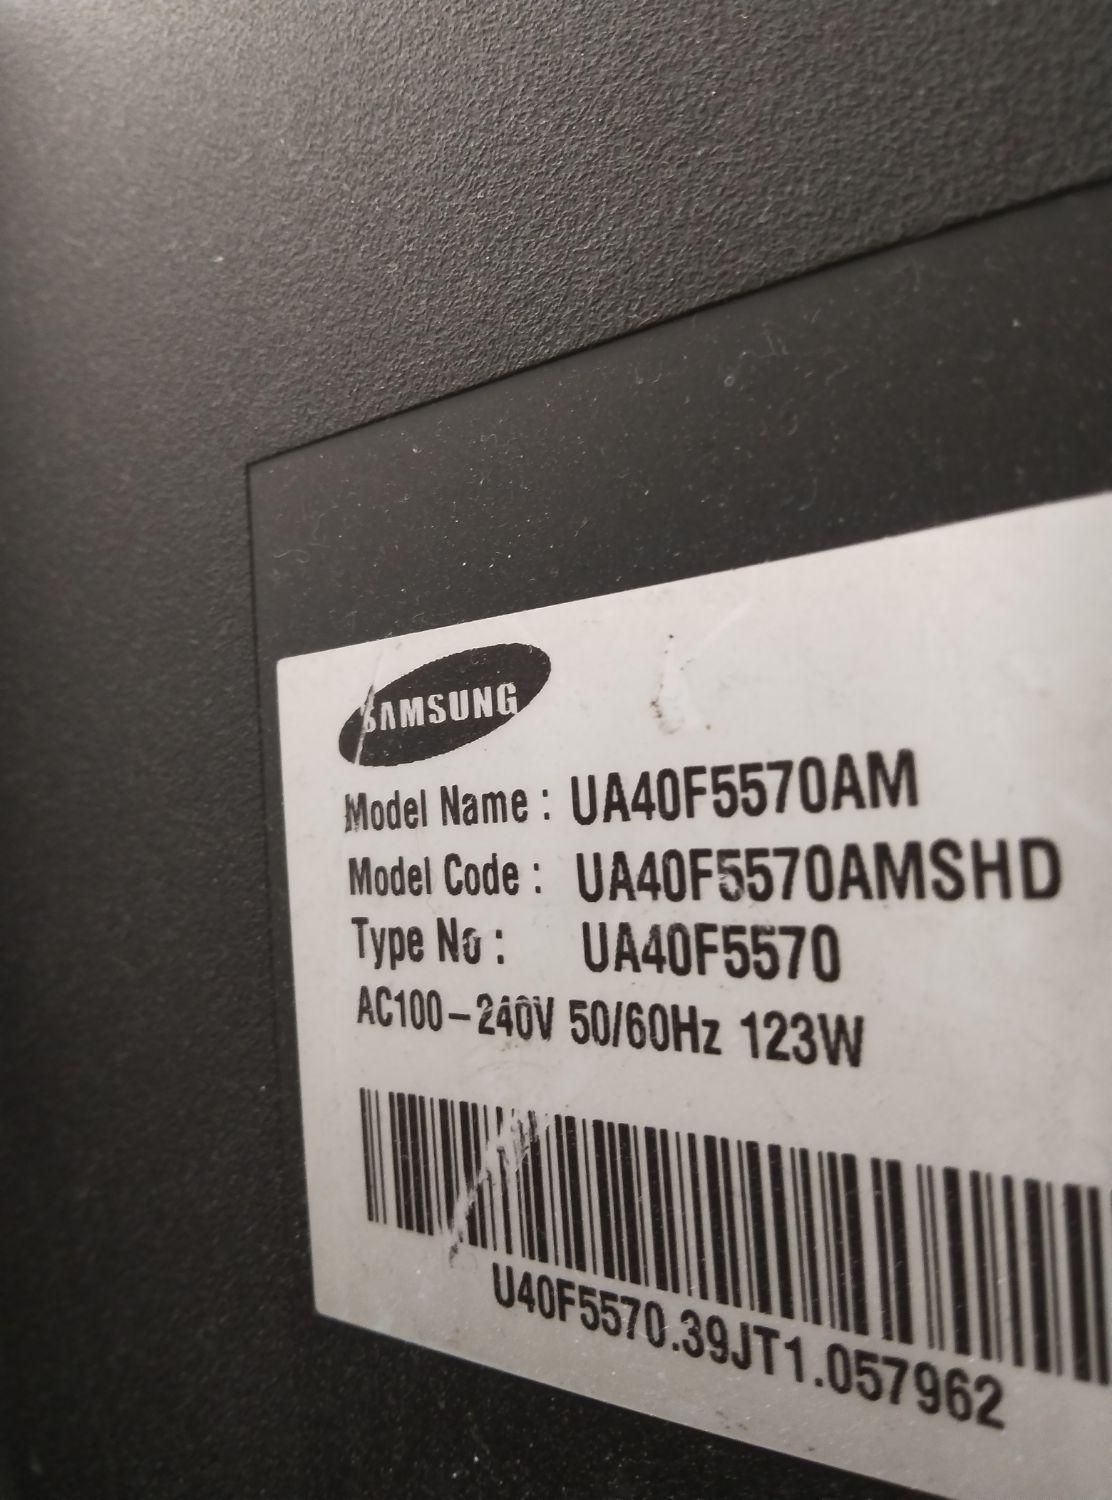 SAMSUNG
Model Name : UA40F5570AM
Model Code : UA40F5570AMSHD
Type No : UA40F5570
AC100-240V 50/60Hz 123W
U40F5570.39JT1.057962